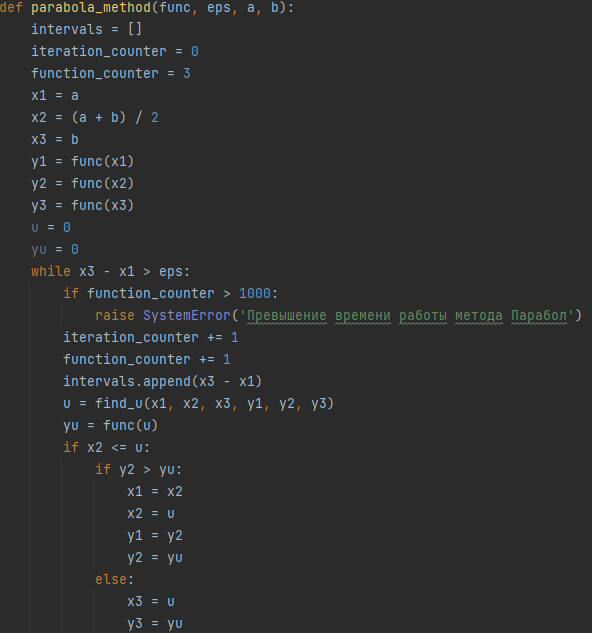 def parabola_method(func, eps, a, b):
    intervals = []
    iteration_counter = 0
    function_counter = 3
    x1 = a
    x2 = (a + b) / 2
    x3 = b
    y1 = func(x1)
    y2 = func(x2)
    y3 = func(x3)
    u = 0
    yu = 0
    while x3 - x1 > eps:
        if function_counter > 1000:
            raise SystemError('Превышение времени работы метода Парабол')
        iteration_counter += 1
        function_counter += 1
        intervals.append(x3 - x1)
        u = find_u(x1, x2, x3, y1, y2, y3)
        yu = func(u)
        if x2 <= u:
            if y2 > yu:
                x1 = x2
                x2 = u
                y1 = y2
                y2 = yu
            else:
                x3 = u
                y3 = yu